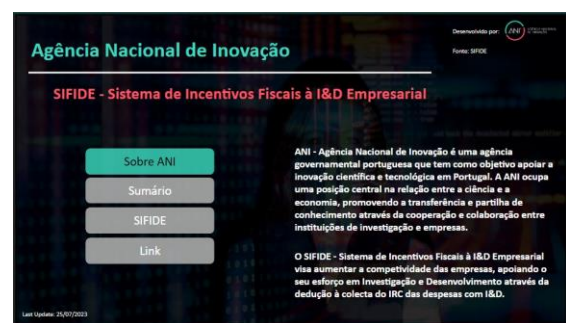 Desenvolvido por:
ANI
Fonte: SIFIDE
Agência Nacional de Inovação
SIFIDE - Sistema de Incentivos Fiscais à I&D Empresarial
Sobre ANI
Sumário
SIFIDE
Link
ANI - Agência Nacional de Inovação é uma agência
governamental portuguesa que tem como objetivo apoiar a
inovação científica e tecnológica em Portugal. A ANI ocupa
uma posição central na relação entre a ciência e a
economia, promovendo a transferência e partilha de
conhecimento através da cooperação e colaboração entre
instituições de investigação e empresas.
O SIFIDE - Sistema de Incentivos Fiscais à I&D Empresarial
visa aumentar a competividade das empresas, apoiando o
seu esforço em Investigação e Desenvolvimento através da
dedução à colecta do IRC das despesas com I&D.
Last Update: 25/07/2023